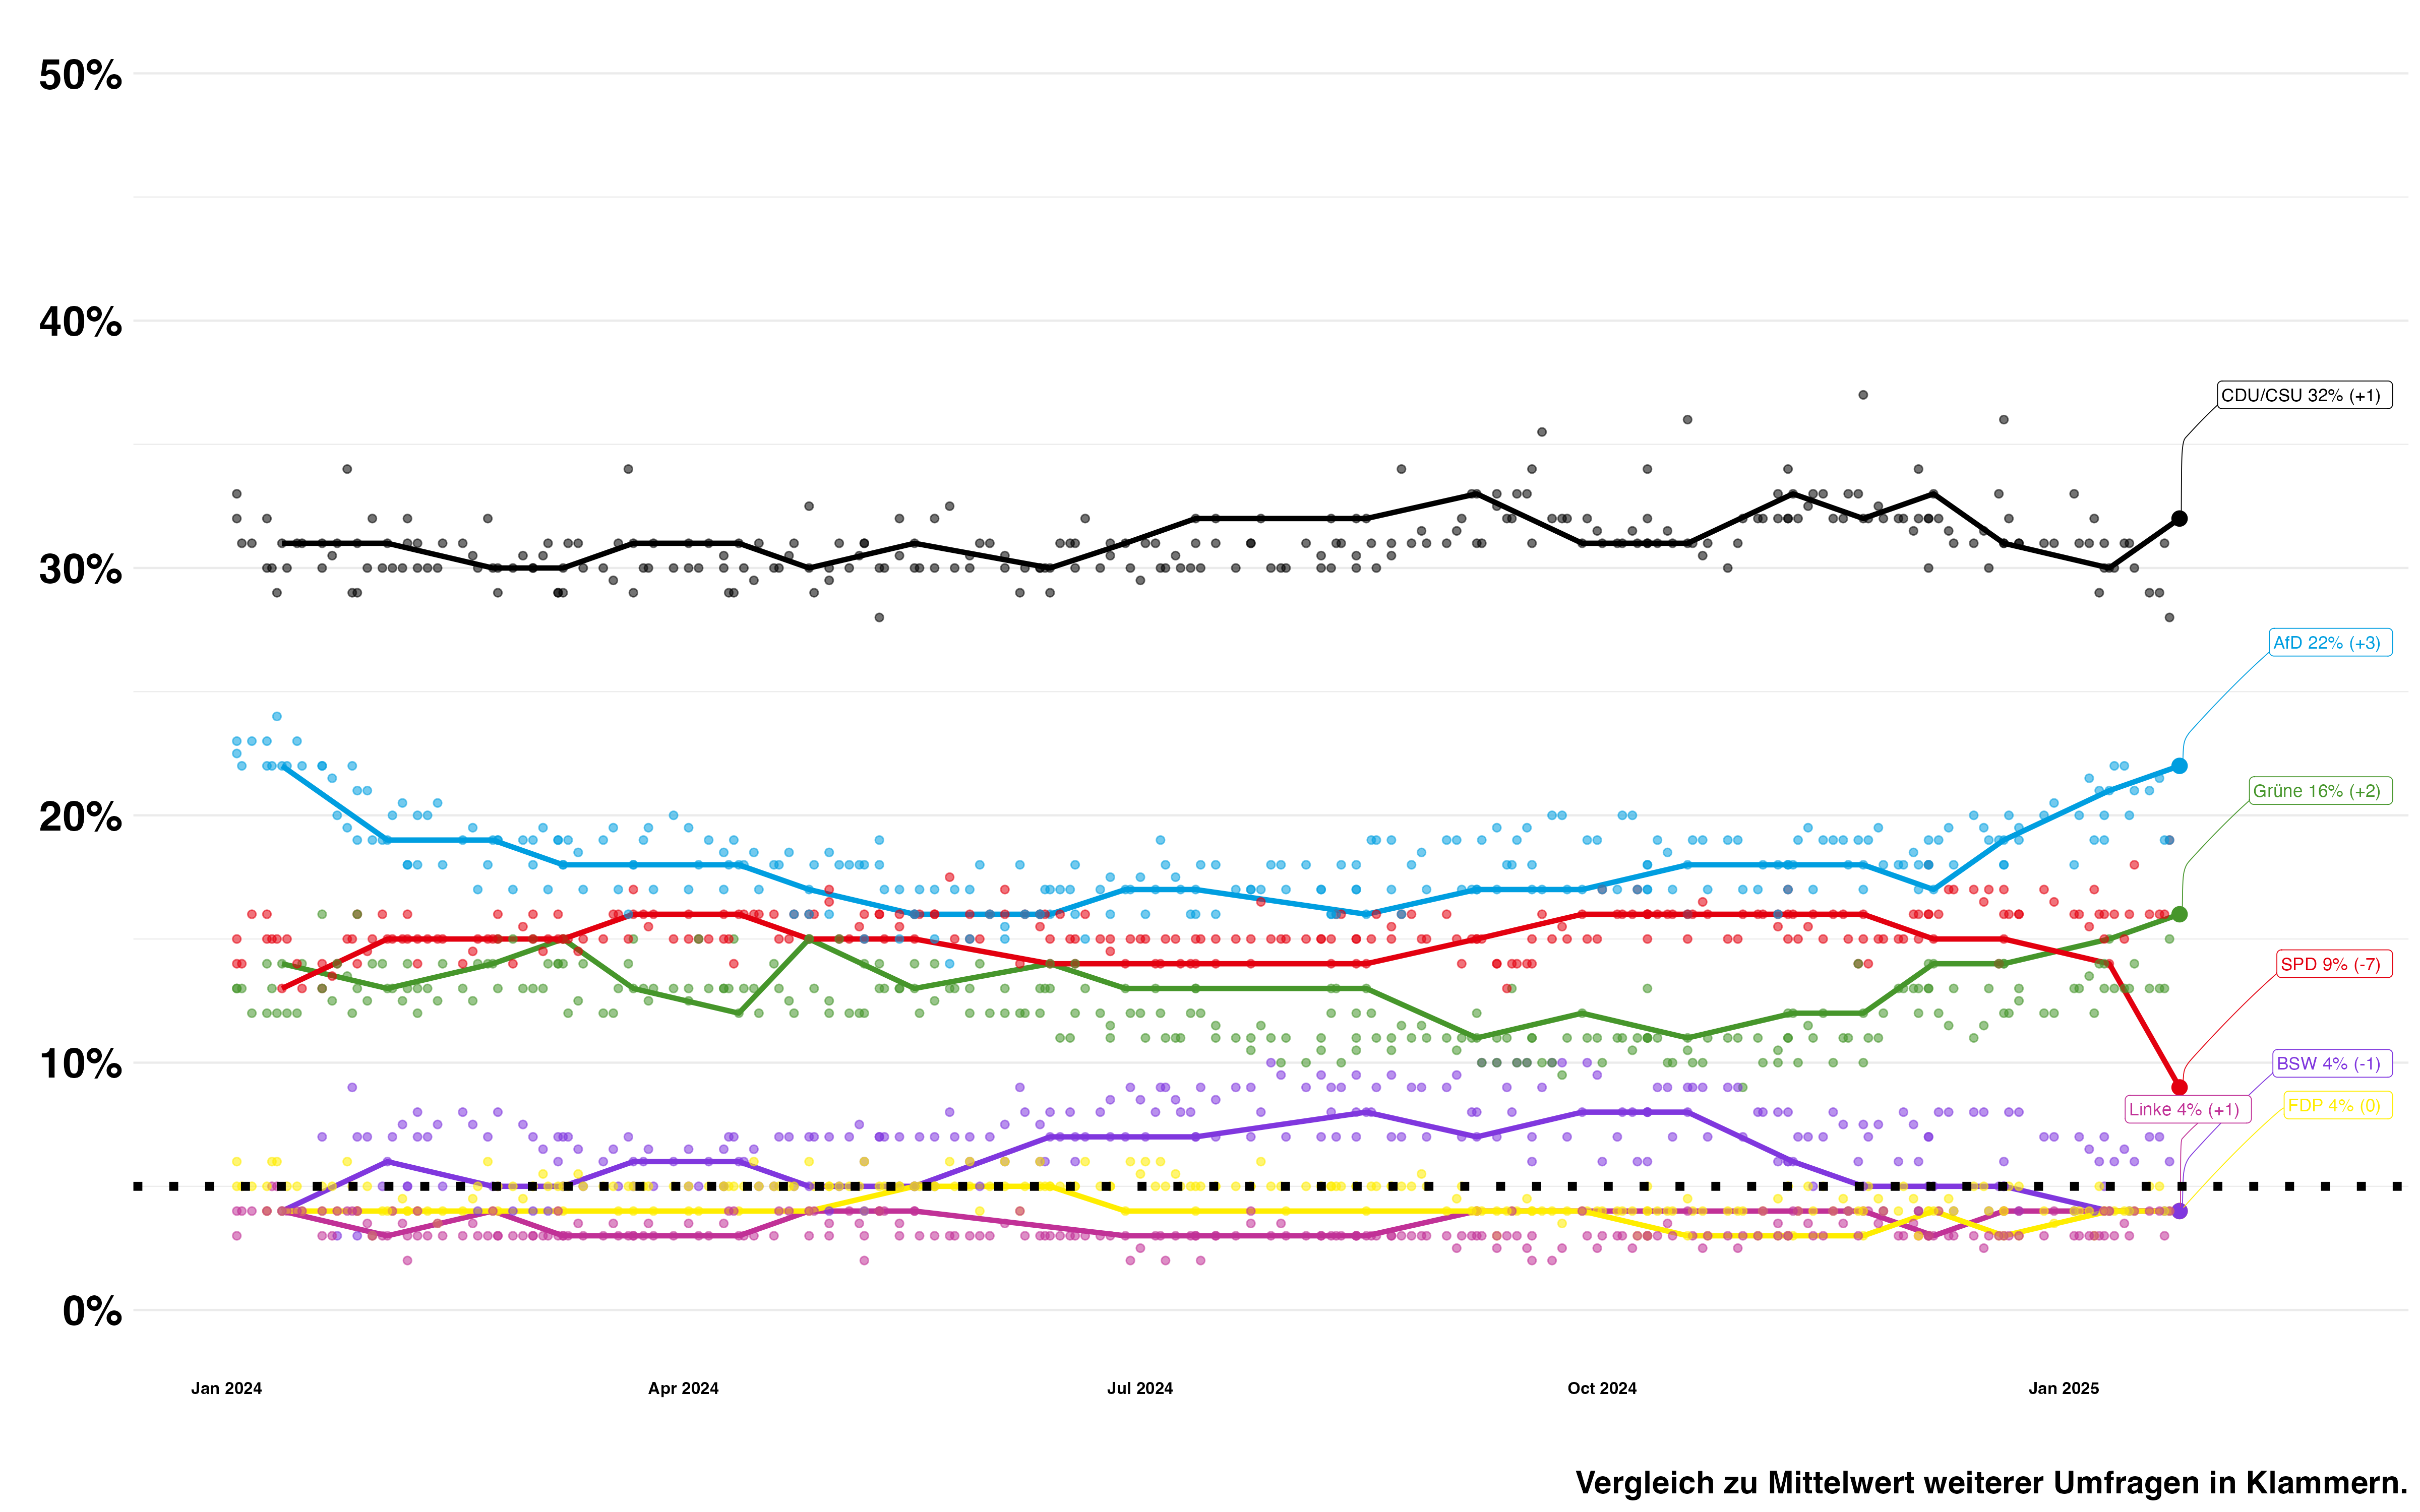 50%
40%
CDU/CSU 32% (+1)
30%
AfD 22% (+3)
20%
Grüne 16% (+2)
SPD 9% (-7)
10%
BSW 4% (-1)
Linke 4% (+1)
FDP 4% (0)
0%
Jan 2024 Apr 2024 Jul 2024 Oct 2024 Jan 2025
Vergleich zu Mittelwert weiterer Umfragen in Klammern.